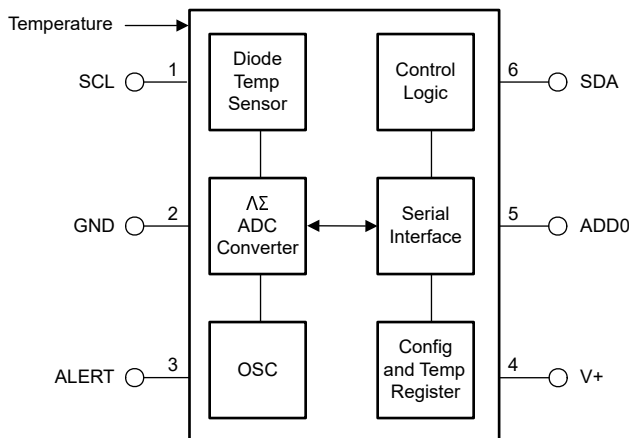 Temperature
Diode
Temp
Sensor
Control
Logic
SCL 1
6 SDA
ΛΣ
ADC
Converter
Serial
Interface
GND 2
5 ADD0
OSC
Config
and Temp
Register
ALERT 3
4 V+